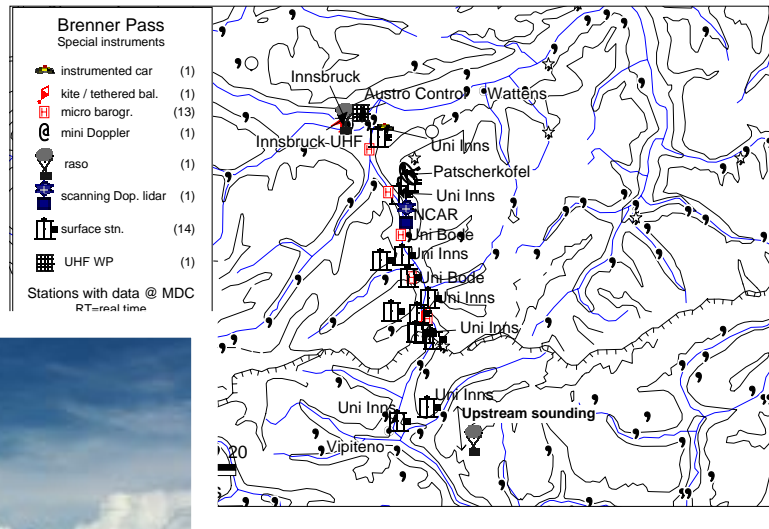 Brenner Pass
Special instruments
instrumented car (1)
kite / tethered bal. (1)
micro barogr. (13)
mini Doppler (1)
raso (1)
scanning Dop. lidar (1)
surface stn. (14)
UHF WP (1)
Stations with data @ MDC
RT=real time
Innsbruck
Austro Control
Wattens
Innsbruck-UHF
Uni Inns
Patscherkofel
Uni Inns
NCAR
Uni Bode
Uni Inns
Uni Bode
Uni Inns
Uni Inns
Uni Inns
Uni Inns
Upstream sounding
Vipiteno
20